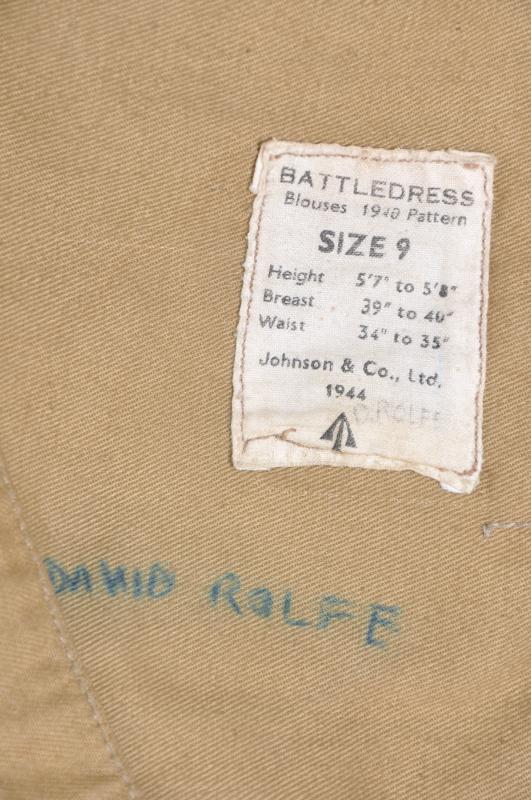 BATTLEDRESS
Blouses 1940 Pattern
SIZE 9
Height 5'7" to 5'8"
Breast 39" to 40"
Waist 34" to 35"
Johnson & Co., Ltd.
1944
D. ROLFE
DAVID ROLFE